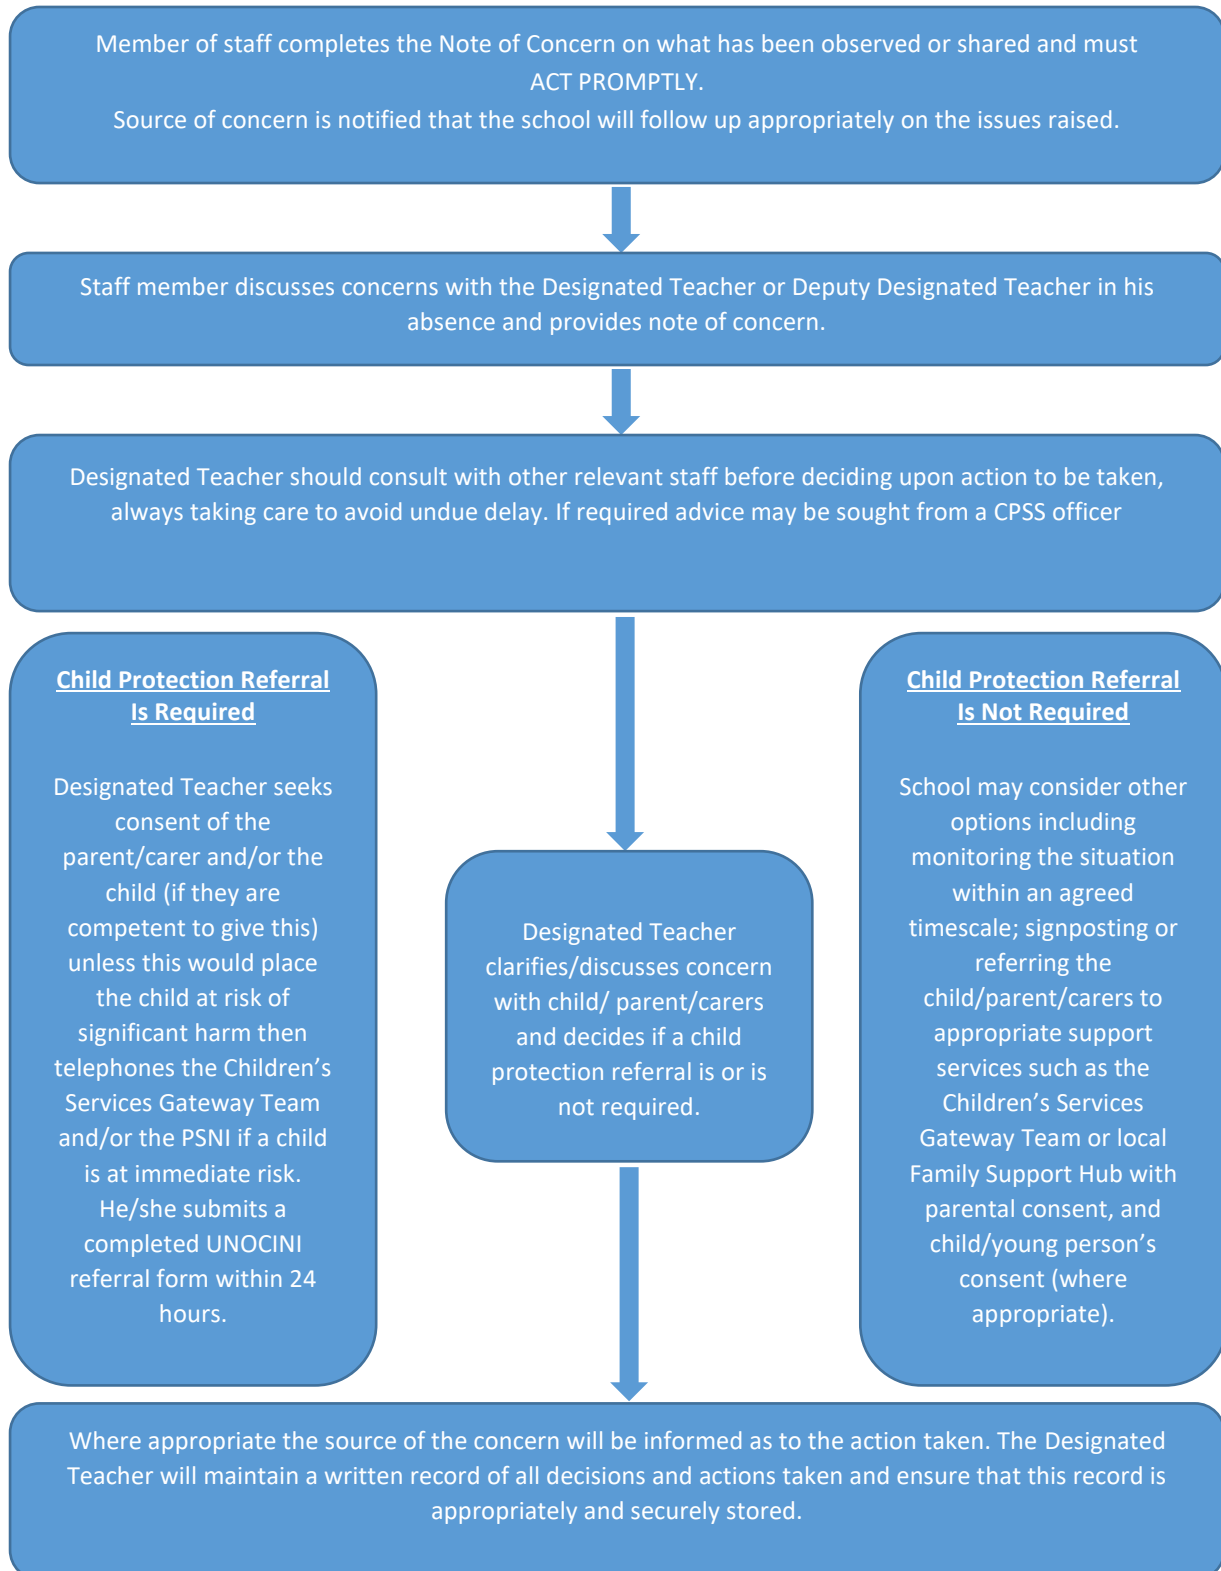 Member of staff completes the Note of Concern on what has been observed or shared and must
ACT PROMPTLY.
Source of concern is notified that the school will follow up appropriately on the issues raised.
Staff member discusses concerns with the Designated Teacher or Deputy Designated Teacher in his
absence and provides note of concern.
Designated Teacher should consult with other relevant staff before deciding upon action to be taken,
always taking care to avoid undue delay. If required advice may be sought from a CPSS officer
Child Protection Referral
Is Required
Designated Teacher seeks
consent of the
parent/carer and/or the
child (if they are
competent to give this)
unless this would place
the child at risk of
significant harm then
telephones the Children’s
Services Gateway Team
and/or the PSNI if a child
is at immediate risk.
He/she submits a
completed UNOCINI
referral form within 24
hours.
Designated Teacher
clarifies/discusses concern
with child/ parent/carers
and decides if a child
protection referral is or is
not required.
Child Protection Referral
Is Not Required
School may consider other
options including
monitoring the situation
within an agreed
timescale; signposting or
referring the
child/parent/carers to
appropriate support
services such as the
Children’s Services
Gateway Team or local
Family Support Hub with
parental consent, and
child/young person’s
consent (where
appropriate).
Where appropriate the source of the concern will be informed as to the action taken. The Designated
Teacher will maintain a written record of all decisions and actions taken and ensure that this record is
appropriately and securely stored.